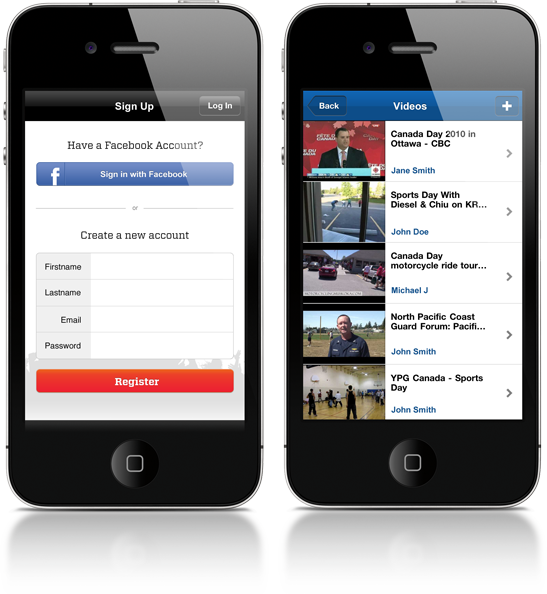 Sign Up
Log In
Have a Facebook Account?
f
Sign in with Facebook
or
Create a new account
Firstname
Lastname
Email
Password
Register
Back
Videos
+
Canada Day 2010 in
Ottawa - CBC
Jane Smith
Sports Day With
Diesel & Chiu on KR...
John Doe
Canada Day
motorcycle ride tour...
Michael J
North Pacific Coast
Guard Forum: Pacifi...
John Smith
YPG Canada - Sports
Day
John Smith